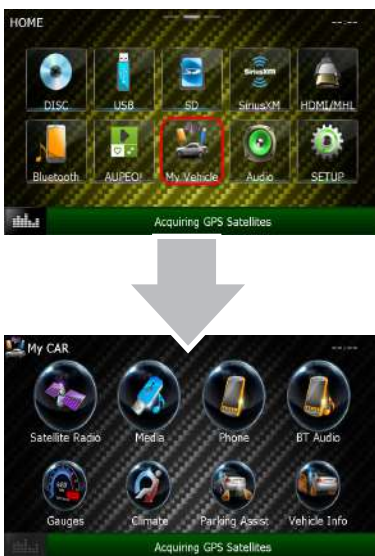 HOME --:--
DISC USB SD SiriusXM HDMI/MHL
Bluetooth AUPEO! My Vehicle Audio SETUP
Acquiring GPS Satellites
My CAR --:--
Satellite Radio Media Phone BT Audio
Gauges Climate Parking Assist Vehicle Info
Acquiring GPS Satellites